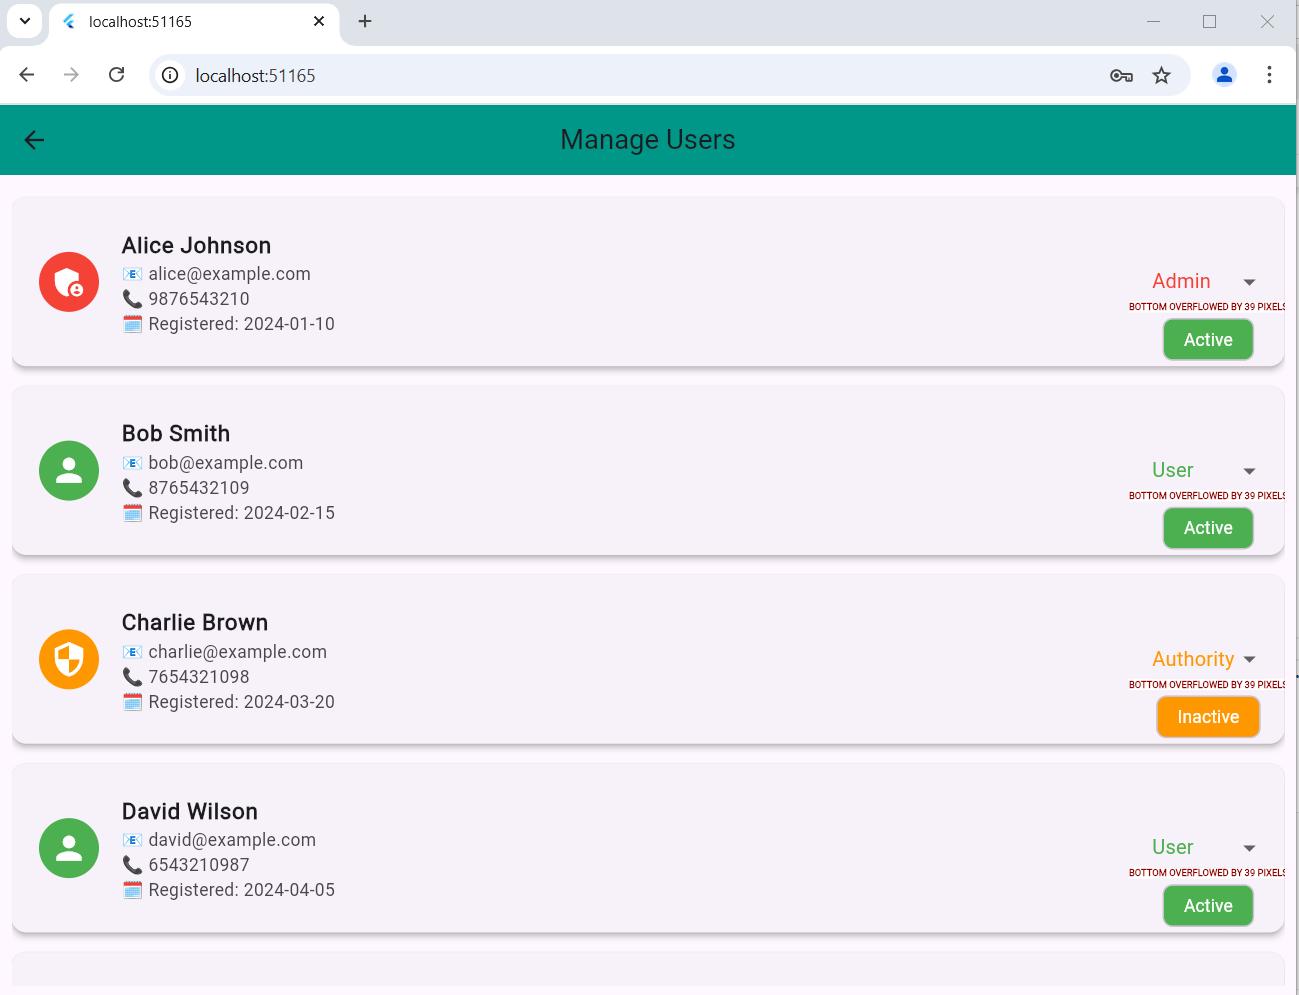 localhost:51165
localhost:51165
Manage Users
Alice Johnson
📧 alice@example.com
📞 9876543210
🗓️ Registered: 2024-01-10
Admin
BOTTOM OVERFLOWED BY 39 PIXELS
Active
Bob Smith
📧 bob@example.com
📞 8765432109
🗓️ Registered: 2024-02-15
User
BOTTOM OVERFLOWED BY 39 PIXELS
Active
Charlie Brown
📧 charlie@example.com
📞 7654321098
🗓️ Registered: 2024-03-20
Authority
BOTTOM OVERFLOWED BY 39 PIXELS
Inactive
David Wilson
📧 david@example.com
📞 6543210987
🗓️ Registered: 2024-04-05
User
BOTTOM OVERFLOWED BY 39 PIXELS
Active